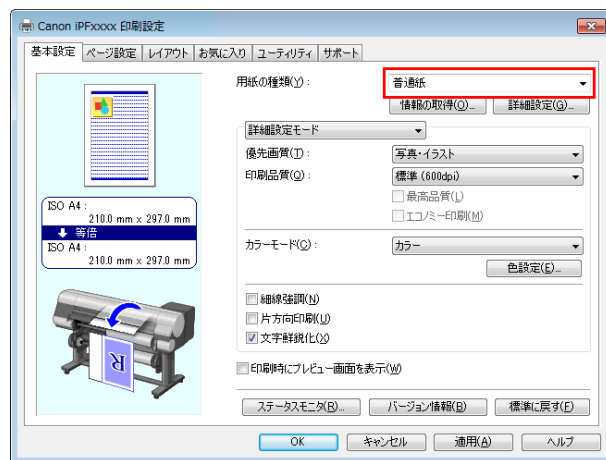 Canon iPFxxxx 印刷設定
基本設定 ページ設定 レイアウト お気に入り ユーティリティ サポート
用紙の種類(Y): 普通紙
情報の取得(O)... 詳細設定(G)...
詳細設定モード
優先画質(T): 写真・イラスト
印刷品質(Q): 標準 (600dpi)
最高品質(L)
エコノミー印刷(M)
ISO A4 :
210.0 mm x 297.0 mm
等倍
ISO A4 :
210.0 mm x 297.0 mm
カラーモード(C): カラー
色設定(E)...
細線強調(N)
片方向印刷(U)
文字鮮鋭化(X)
R
印刷時にプレビュー画面を表示(W)
ステータスモニタ(R)... バージョン情報(B) 標準に戻す(F)
OK キャンセル 適用(A) ヘルプ